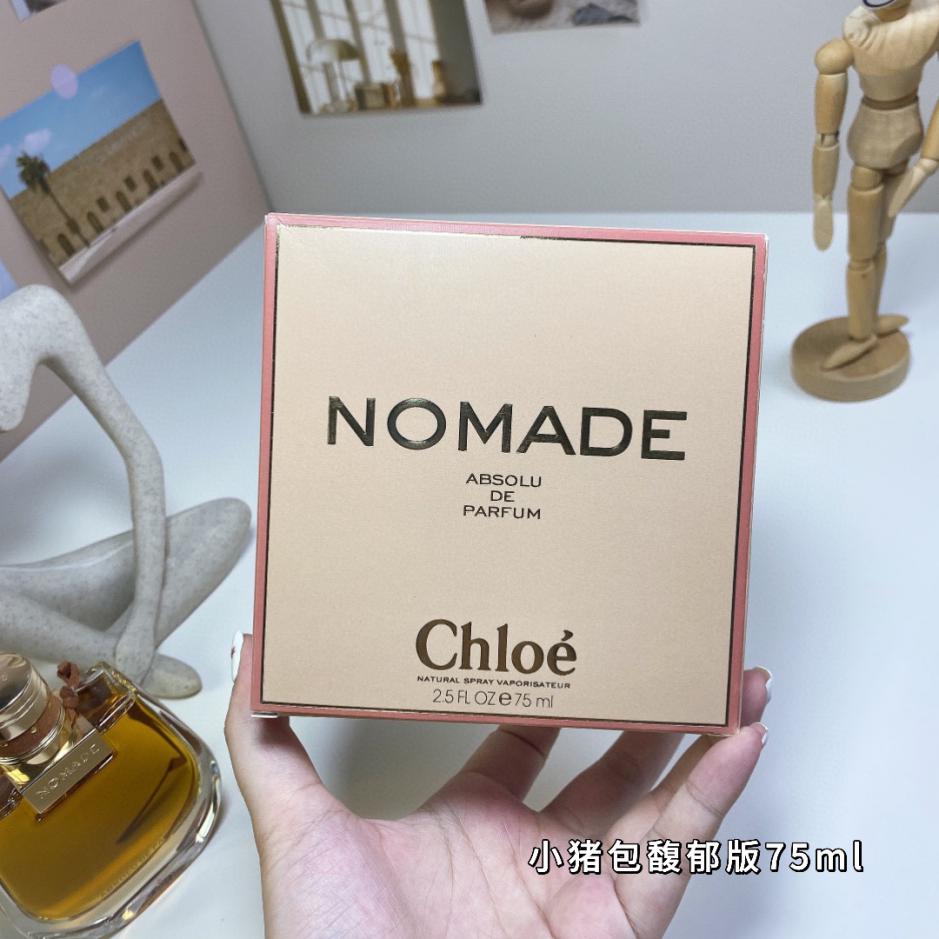 NOMADE
ABSOLU
DE
PARFUM
Chloé
NATURAL SPRAY VAPORISATEUR
2.5 FL OZ e 75 ml
NOMADE
小猪包馥郁版75ml